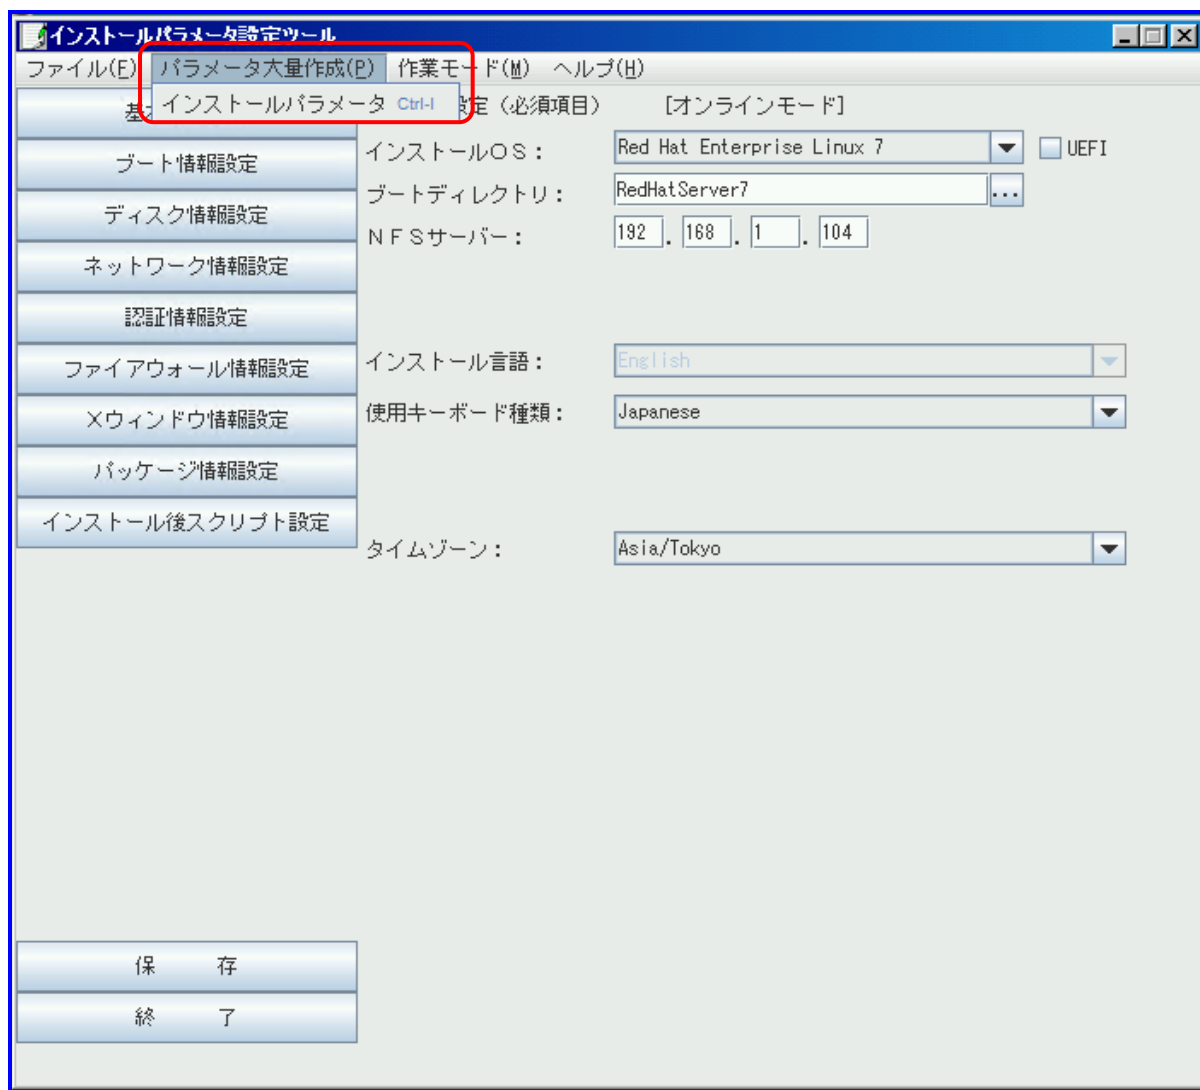 インストールパラメータ設定ツール
ファイル(F) パラメータ大量作成(P) 作業モード(M) ヘルプ(H)
インストールパラメータ Ctrl-I
基 設定（必須項目） [オンラインモード]
ブート情報設定
ディスク情報設定
ネットワーク情報設定
認証情報設定
ファイアウォール情報設定
Xウィンドウ情報設定
パッケージ情報設定
インストール後スクリプト設定
インストールＯＳ： Red Hat Enterprise Linux 7 UEFI
ブートディレクトリ： RedHatServer7 ...
ＮＦＳサーバー： 192 . 168 . 1 . 104
インストール言語： English
使用キーボード種類： Japanese
タイムゾーン： Asia/Tokyo
保 存
終 了